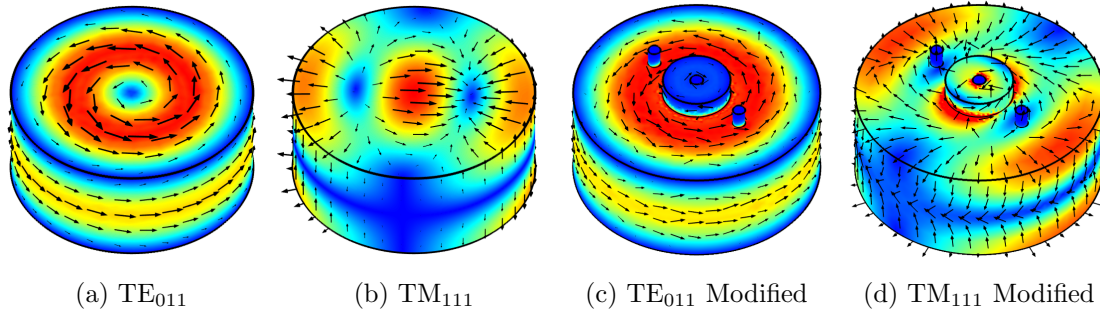 (a) TE₀₁₁ (b) TM₁₁₁ (c) TE₀₁₁ Modified (d) TM₁₁₁ Modified